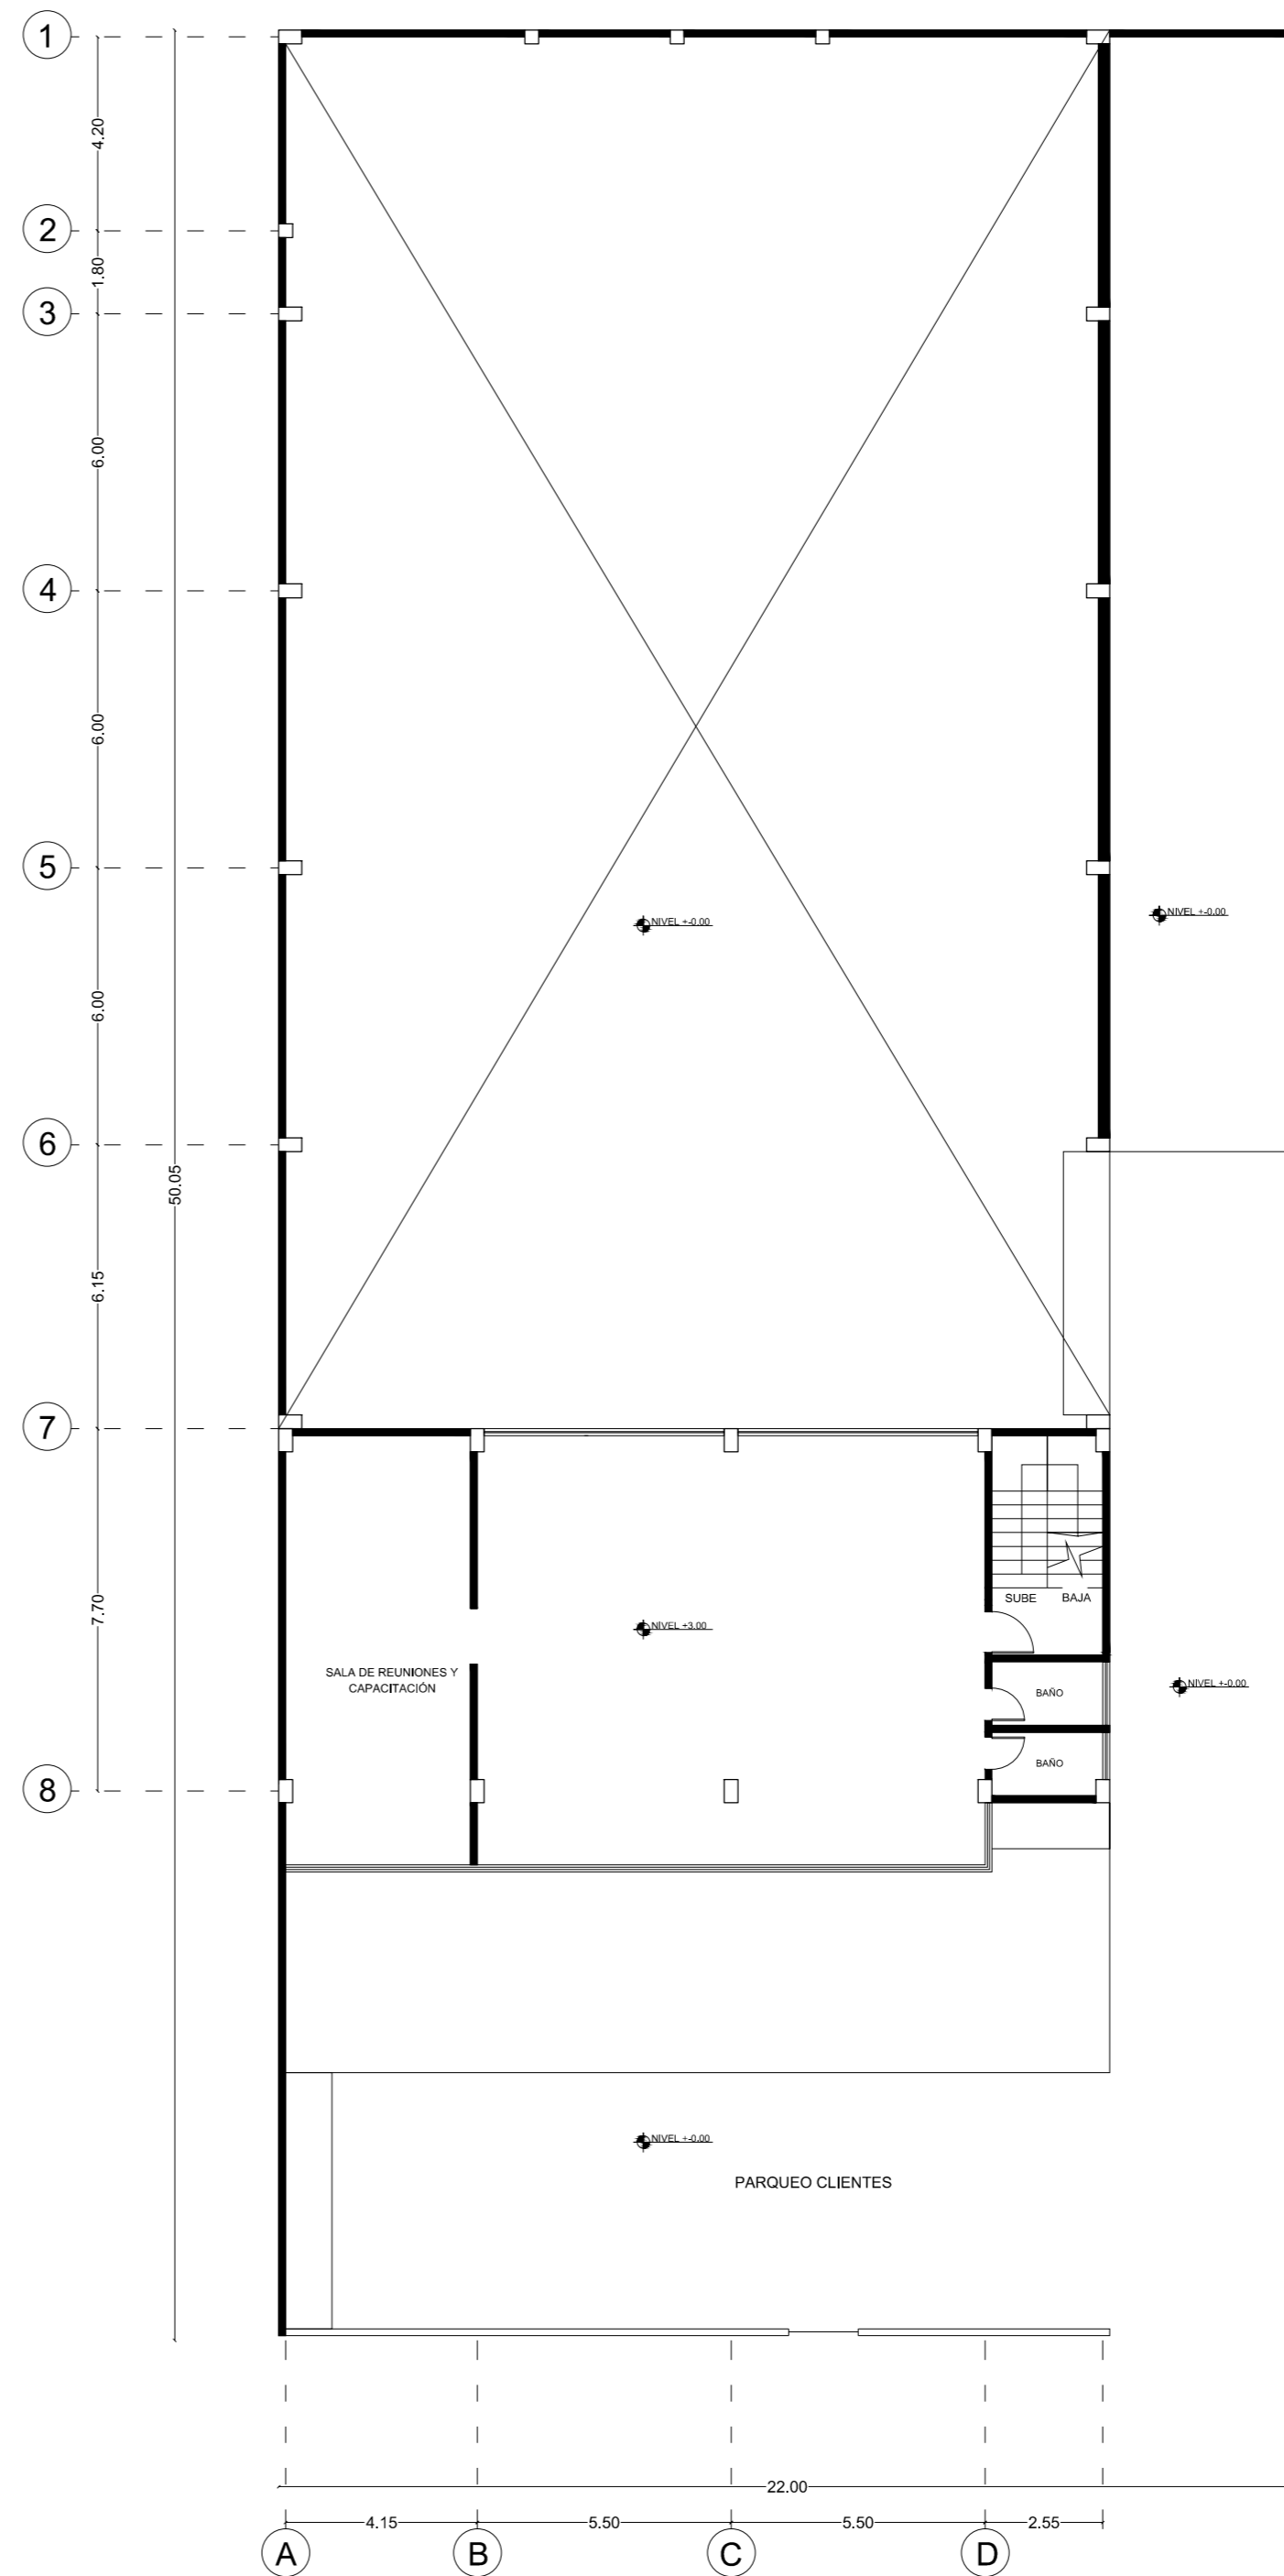 1
4.20
2
1.80
3
6.00
4
6.00
5
NIVEL +-0.00
NIVEL +-0.00
6.00
6
50.05
6.15
7
7.70
SUBE BAJA
NIVEL +3.00
SALA DE REUNIONES Y
CAPACITACIÓN
BAÑO
NIVEL +-0.00
BAÑO
8
NIVEL +-0.00
PARQUEO CLIENTES
22.00
4.15 5.50 5.50 2.55
A B C D